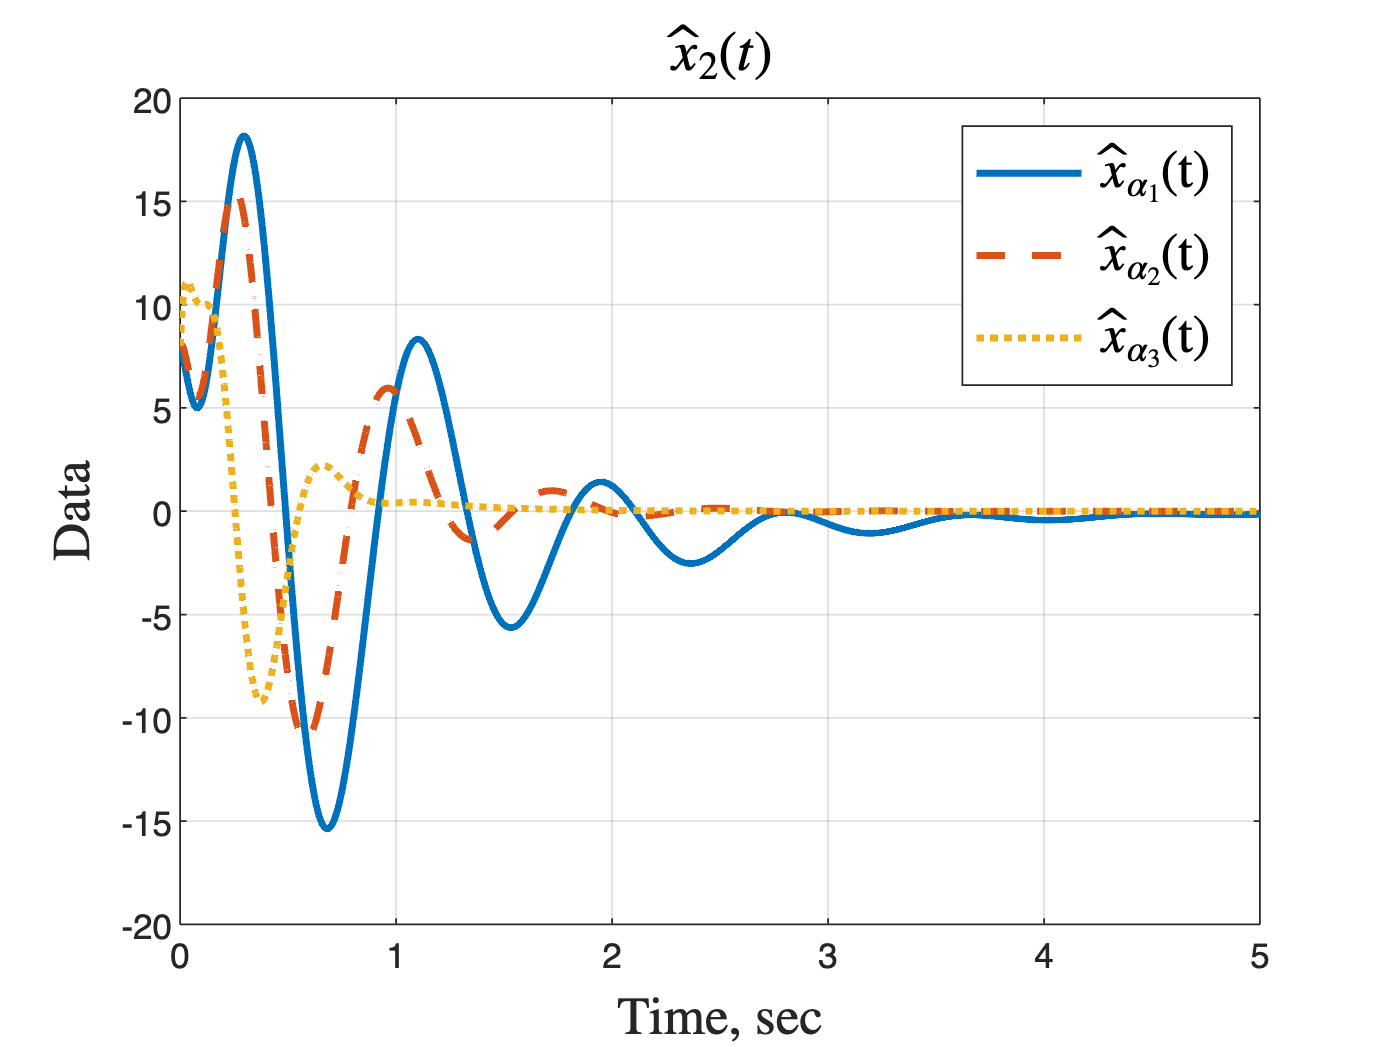 x̂₂(t)
20
15
10
5
0
-5
-10
-15
-20
Data
0 1 2 3 4 5
Time, sec
x̂α₁(t)
x̂α₂(t)
x̂α₃(t)